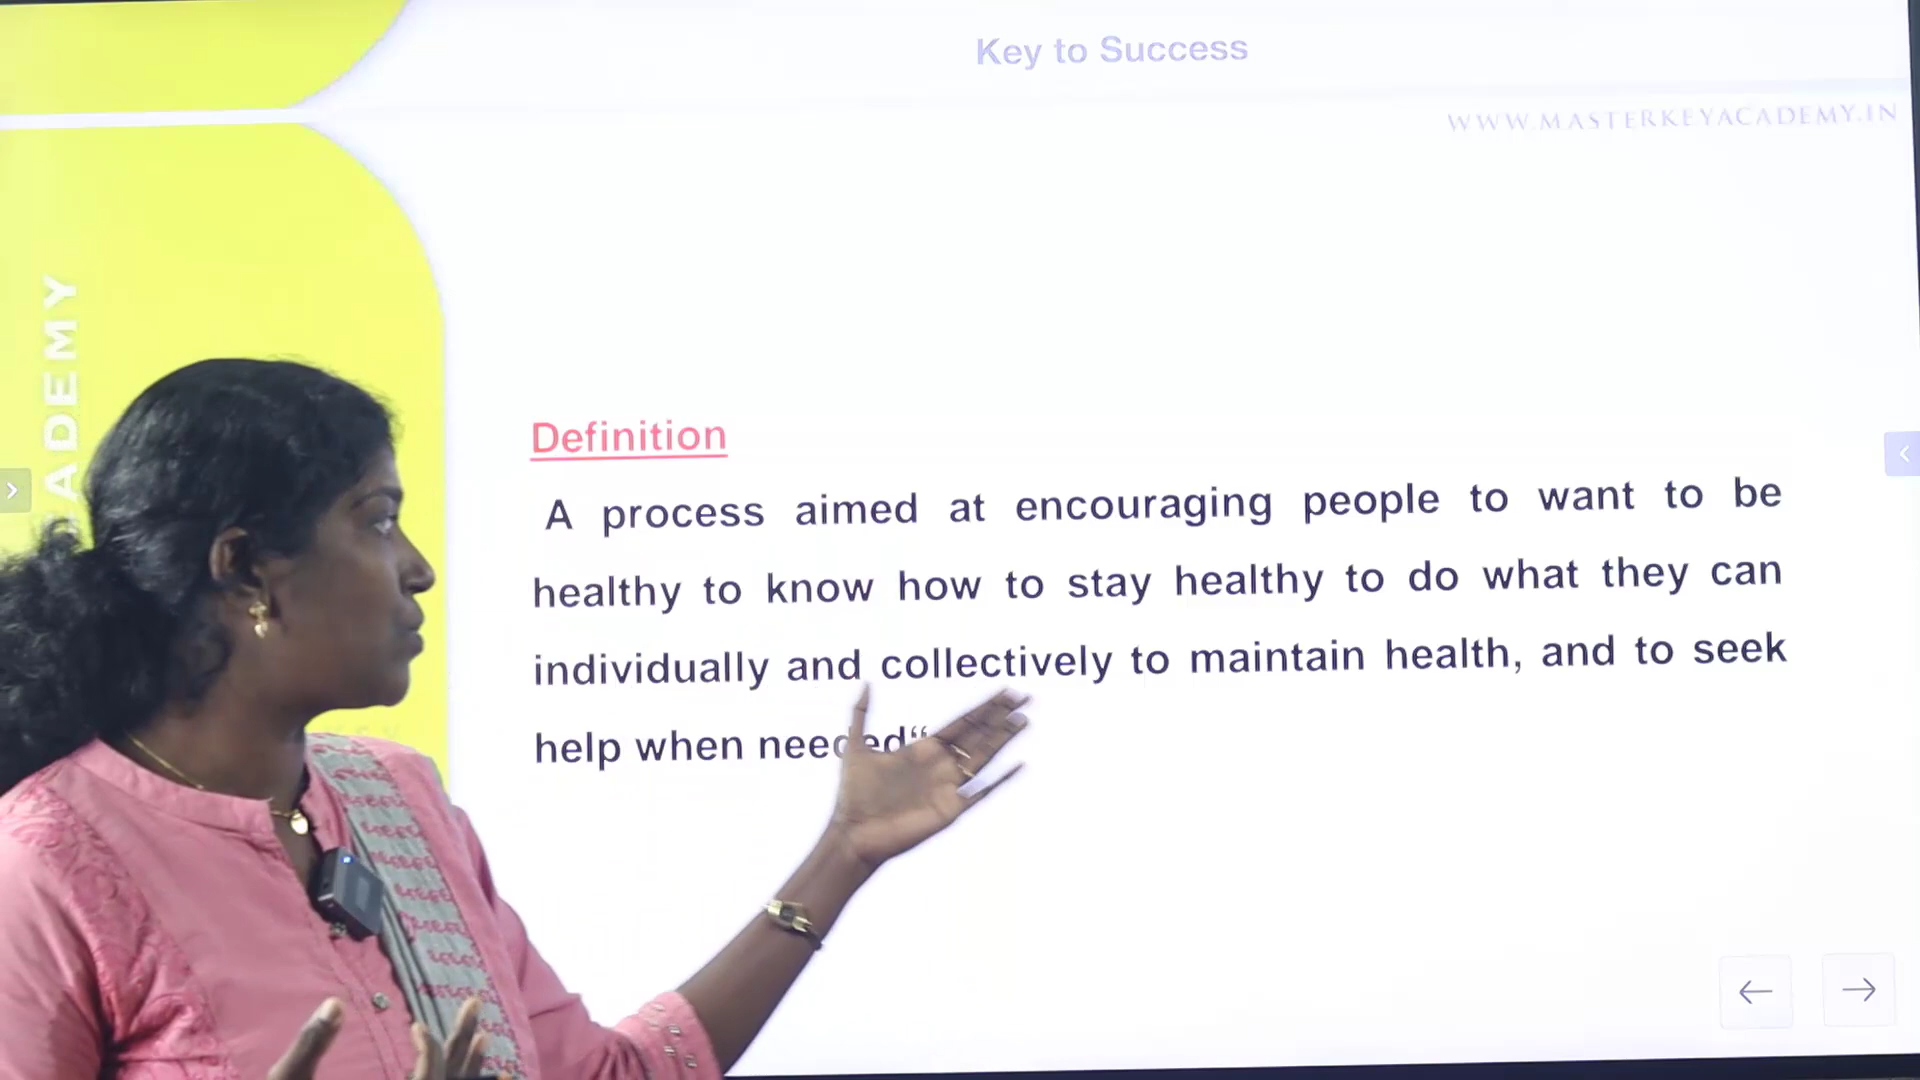 Key to Success
WWW.MASTERKEYACADEMY.IN
ADEMY
Definition
A process aimed at encouraging people to want to be
healthy to know how to stay healthy to do what they can
individually and collectively to maintain health, and to seek
help when needed“